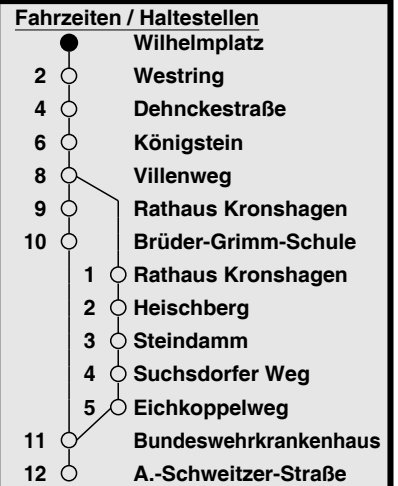 Fahrzeiten / Haltestellen
Wilhelmplatz
2 Westring
4 Dehnckestraße
6 Königstein
8 Villenweg
9 Rathaus Kronshagen
10 Brüder-Grimm-Schule
1 Rathaus Kronshagen
2 Heischberg
3 Steindamm
4 Suchsdorfer Weg
5 Eichkoppelweg
11 Bundeswehrkrankenhaus
12 A.-Schweitzer-Straße